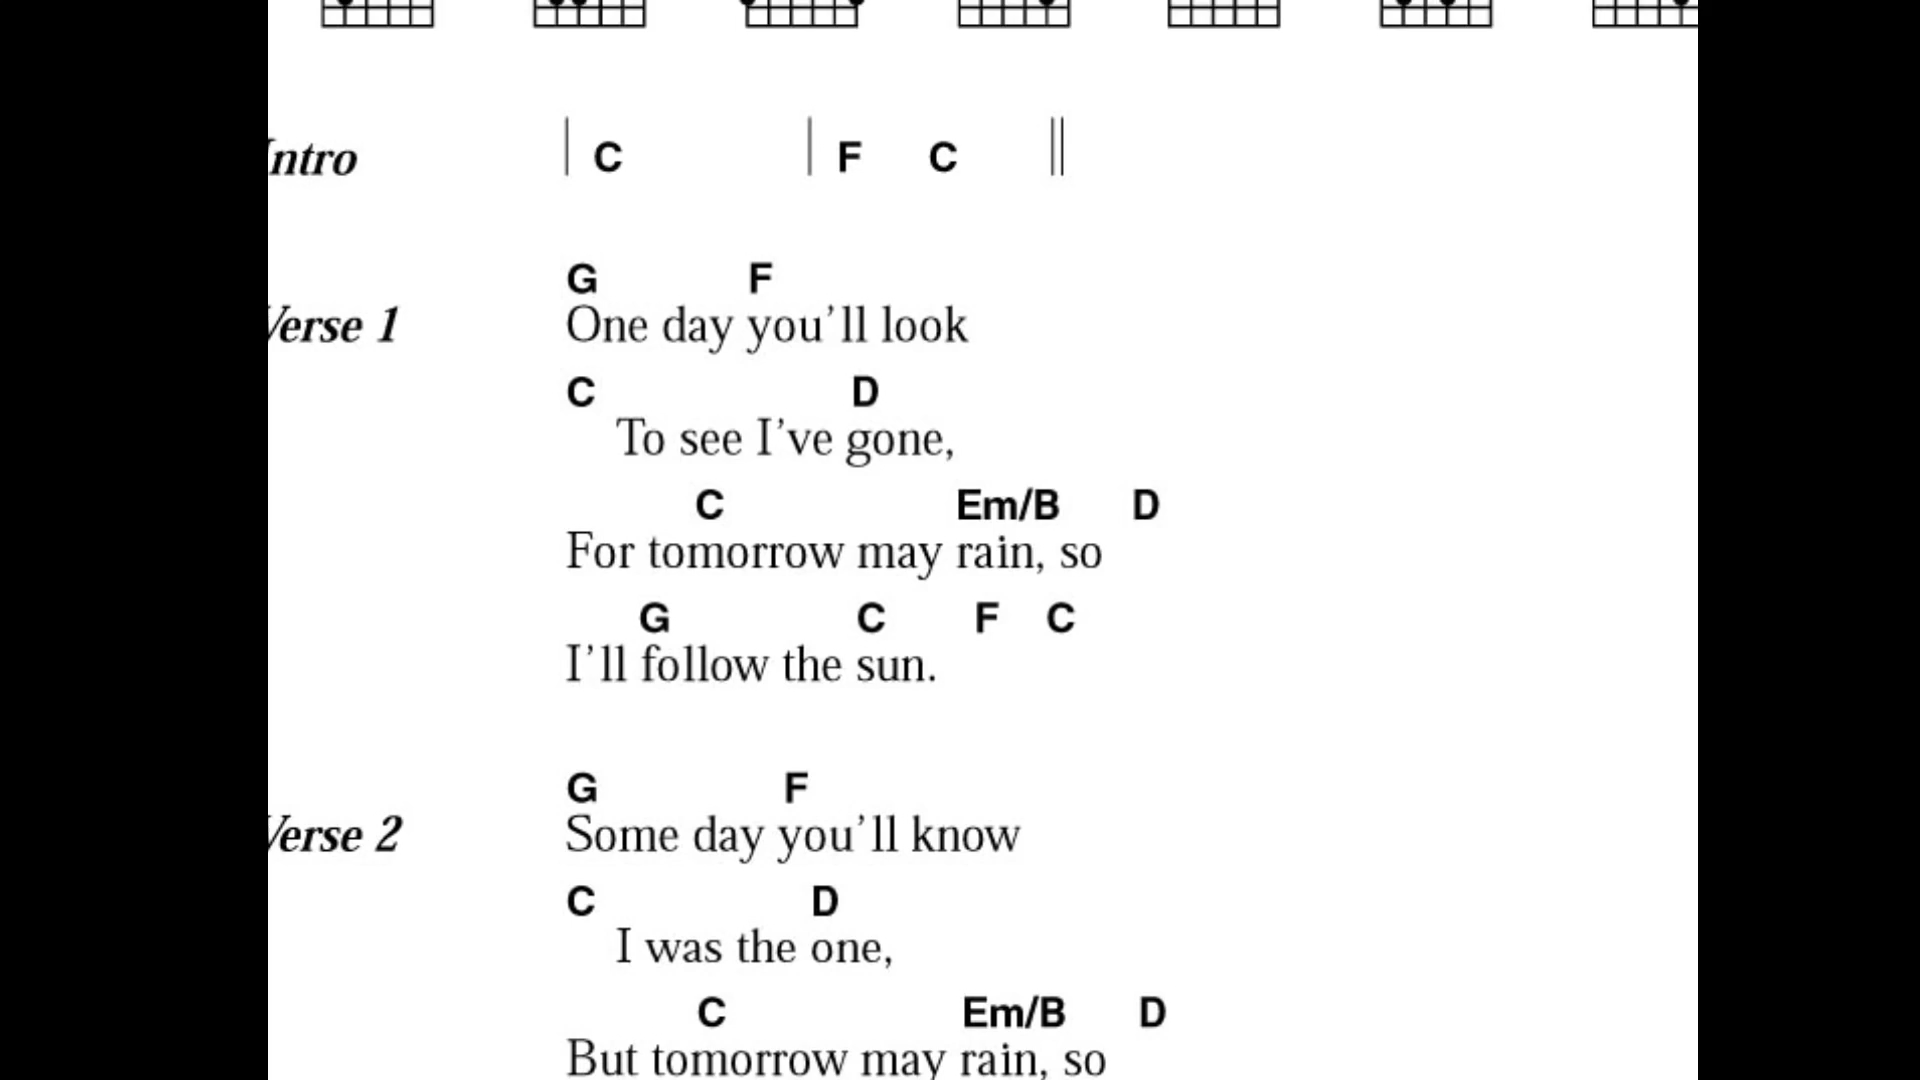 Intro | C | F C ||
G F
Verse 1 One day you’ll look
C D
To see I’ve gone,
C Em/B D
For tomorrow may rain, so
G C F C
I’ll follow the sun.
G F
Verse 2 Some day you’ll know
C D
I was the one,
C Em/B D
But tomorrow may rain, so